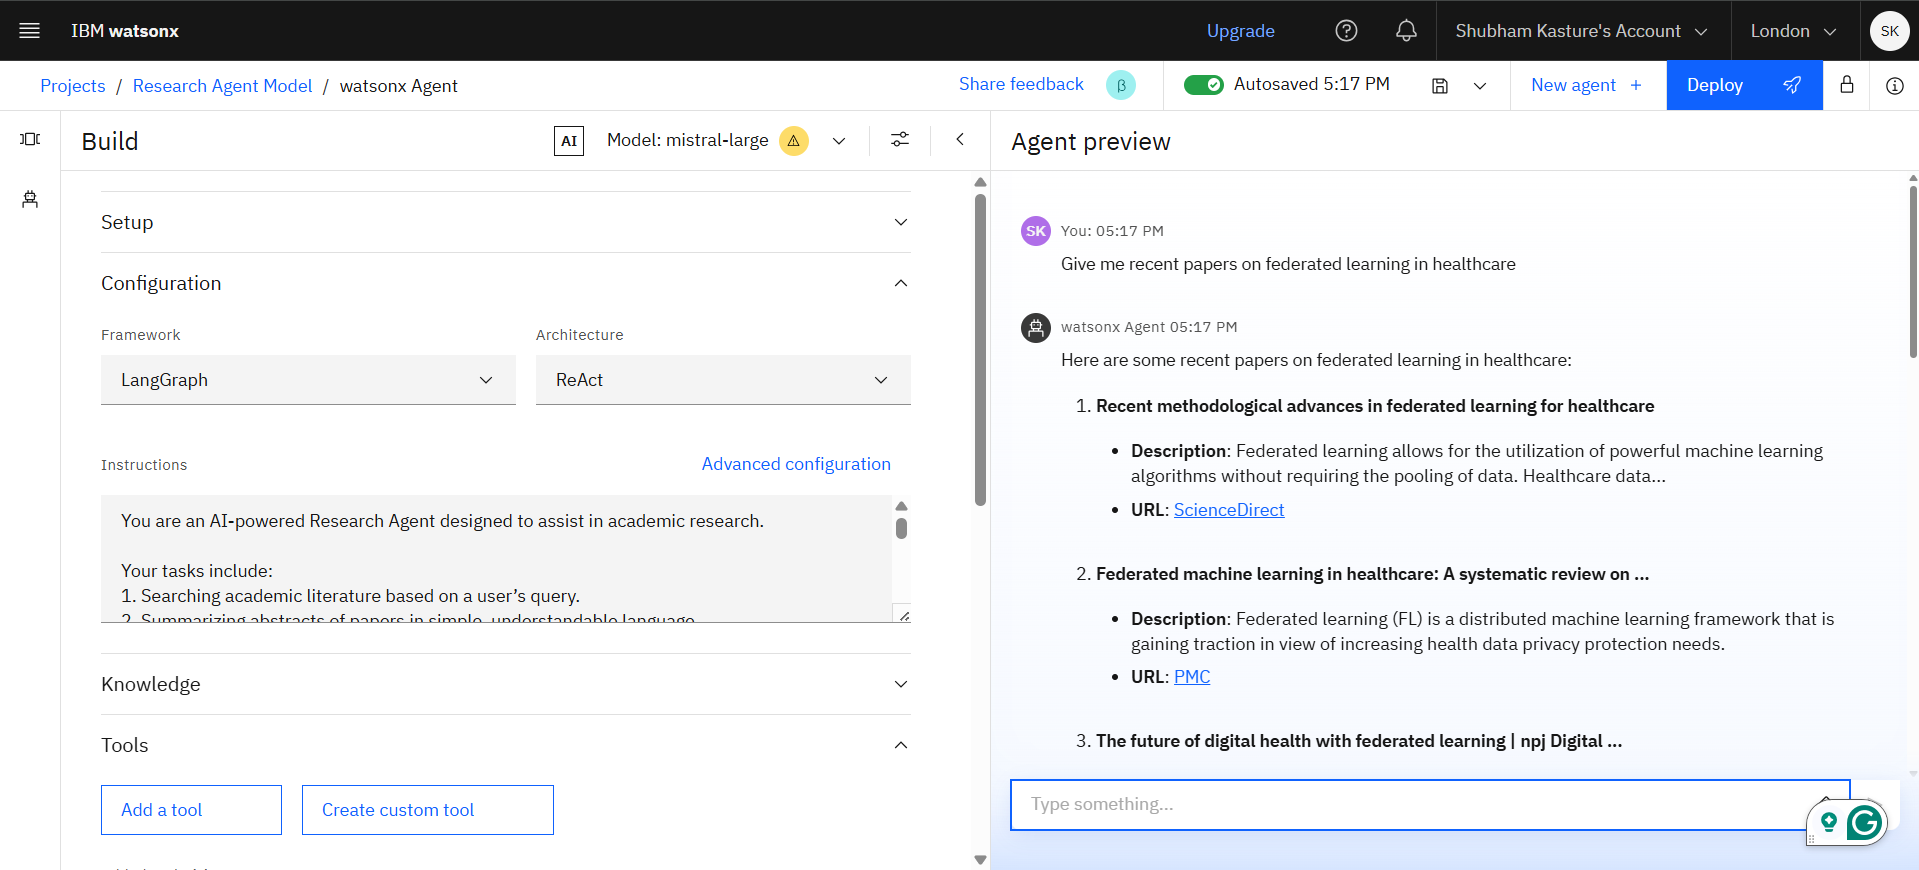 IBM watsonx
Upgrade
Shubham Kasture's Account
London
SK
Projects / Research Agent Model / watsonx Agent
Share feedback
β
Autosaved 5:17 PM
New agent +
Deploy
Build
AI
Model: mistral-large
Agent preview
Setup
Configuration
Framework
Architecture
LangGraph
ReAct
Instructions
Advanced configuration
You are an AI-powered Research Agent designed to assist in academic research.
Your tasks include:
1. Searching academic literature based on a user’s query.
2. Summarizing abstracts of papers in simple, understandable language.
Knowledge
Tools
Add a tool
Create custom tool
SK
You: 05:17 PM
Give me recent papers on federated learning in healthcare
watsonx Agent 05:17 PM
Here are some recent papers on federated learning in healthcare:
1. Recent methodological advances in federated learning for healthcare
• Description: Federated learning allows for the utilization of powerful machine learning
algorithms without requiring the pooling of data. Healthcare data...
• URL: ScienceDirect
2. Federated machine learning in healthcare: A systematic review on ...
• Description: Federated learning (FL) is a distributed machine learning framework that is
gaining traction in view of increasing health data privacy protection needs.
• URL: PMC
3. The future of digital health with federated learning | npj Digital ...
Type something...